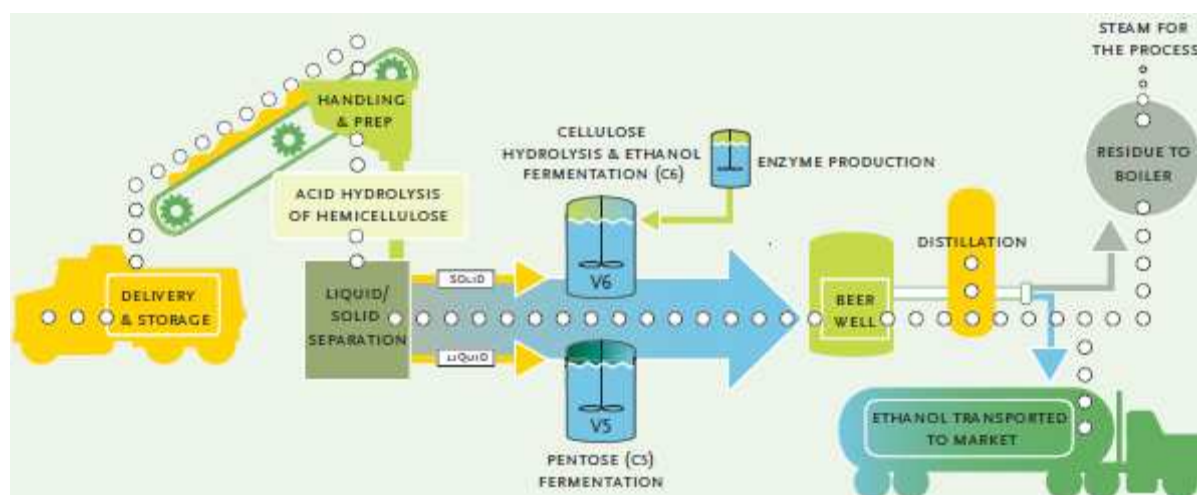 STEAM FOR
THE PROCESS
HANDLING
& PREP
CELLULOSE
HYDROLYSIS & ETHANOL
FERMENTATION (C6)
ENZYME PRODUCTION
RESIDUE TO
BOILER
ACID HYDROLYSIS
OF HEMICELLULOSE
DISTILLATION
DELIVERY
& STORAGE
LIQUID/
SOLID
SEPARATION
SOLID
V6
BEER
WELL
LIQUID
V5
ETHANOL TRANSPORTED
TO MARKET
PENTOSE (C5)
FERMENTATION